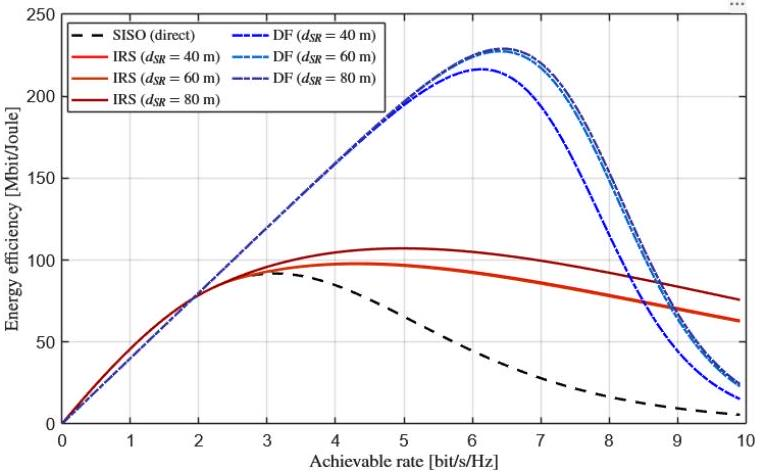 250
200
150
100
50
0
Energy efficiency [Mbit/Joule]
SISO (direct)
IRS (dSR = 40 m)
IRS (dSR = 60 m)
IRS (dSR = 80 m)
DF (dSR = 40 m)
DF (dSR = 60 m)
DF (dSR = 80 m)
0 1 2 3 4 5 6 7 8 9 10
Achievable rate [bit/s/Hz]